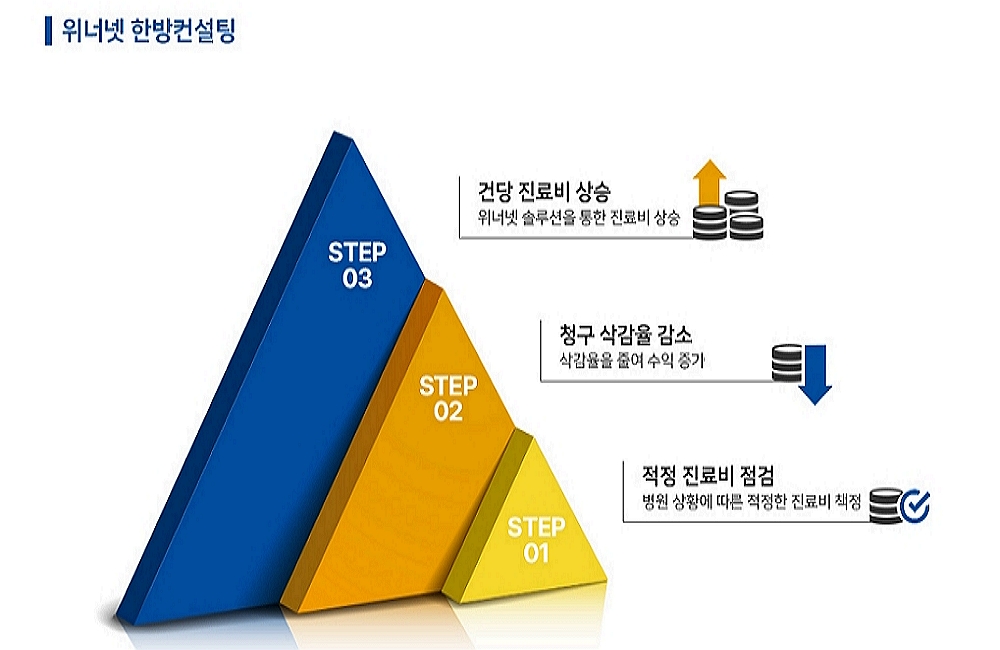 위너넷 한방컨설팅
STEP
03
건당 진료비 상승
위너넷 솔루션을 통한 진료비 상승
STEP
02
청구 삭감율 감소
삭감율을 줄여 수익 증가
STEP
01
적정 진료비 점검
병원 상황에 따른 적정한 진료비 책정